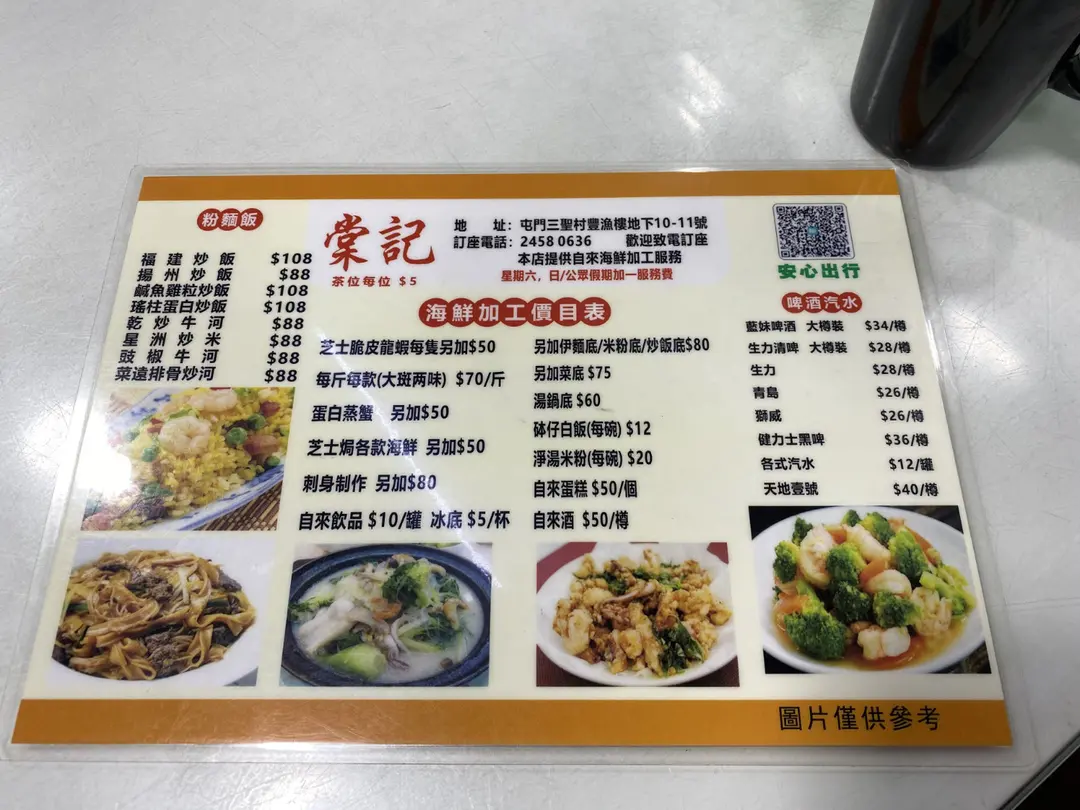 粉麵飯
福建炒飯 $108
揚州炒飯 $88
鹹魚雞粒炒飯 $108
瑤柱蛋白炒飯 $108
乾炒牛河 $88
星洲炒米 $88
豉椒牛河 $88
菜遠排骨炒河 $88
棠記
茶位每位 $5
地 址：屯門三聖村豐漁樓地下10-11號
訂座電話：2458 0636 歡迎致電訂座
本店提供自來海鮮加工服務
星期六，日/公眾假期加一服務費
海鮮加工價目表
芝士脆皮龍蝦每隻另加$50
每斤每款(大斑两味) $70/斤
蛋白蒸蟹 另加$50
芝士焗各款海鮮 另加$50
刺身制作 另加$80
自來飲品 $10/罐 冰底 $5/杯
另加伊麵底/米粉底/炒飯底$80
另加菜底 $75
湯鍋底 $60
砵仔白飯(每碗) $12
淨湯米粉(每碗) $20
自來蛋糕 $50/個
自來酒 $50/樽
安心出行
啤酒汽水
藍妹啤酒 大樽裝 $34/樽
生力清啤 大樽裝 $28/樽
生力 $28/樽
青島 $26/樽
獅威 $26/樽
健力士黑啤 $36/樽
各式汽水 $12/罐
天地壹號 $40/樽
圖片僅供參考